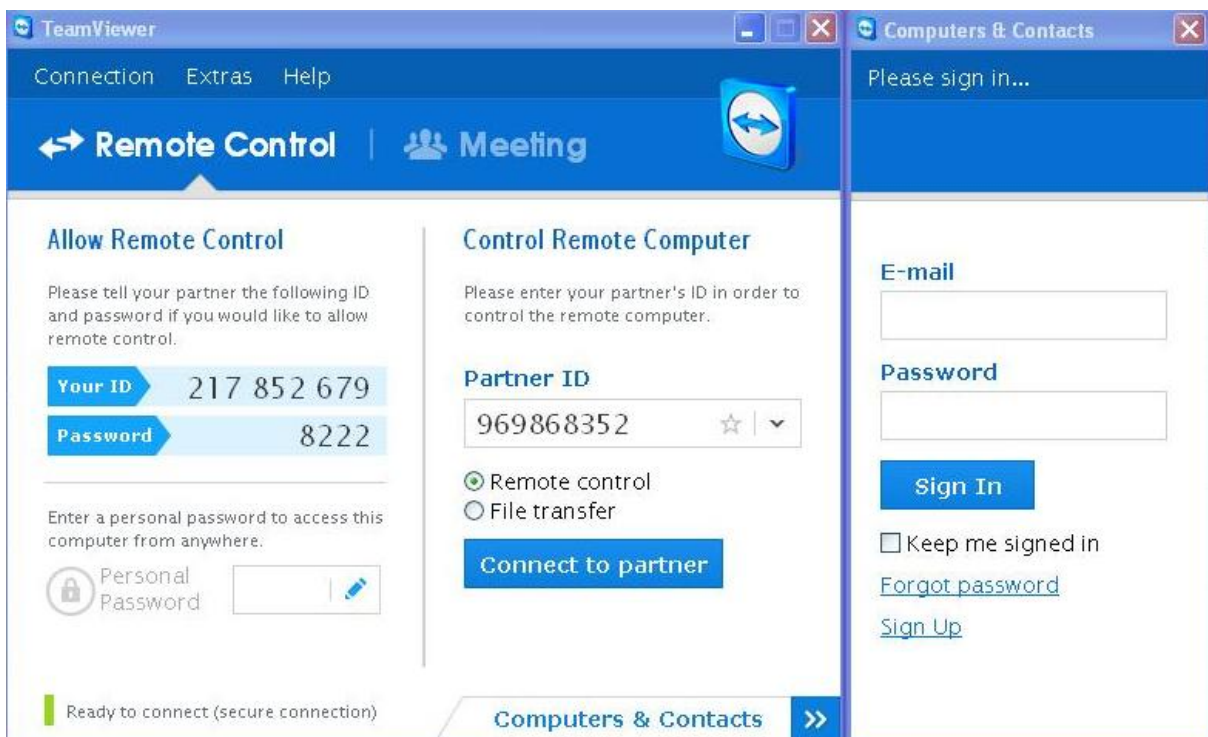 TeamViewer
Connection Extras Help
Remote Control
Meeting
Allow Remote Control
Please tell your partner the following ID
and password if you would like to allow
remote control.
Your ID 217 852 679
Password 8222
Enter a personal password to access this
computer from anywhere.
Personal
Password
Ready to connect (secure connection)
Control Remote Computer
Please enter your partner's ID in order to
control the remote computer.
Partner ID
969868352
Remote control
File transfer
Connect to partner
Computers & Contacts
Computers & Contacts
Please sign in...
E-mail
Password
Sign In
Keep me signed in
Forgot password
Sign Up